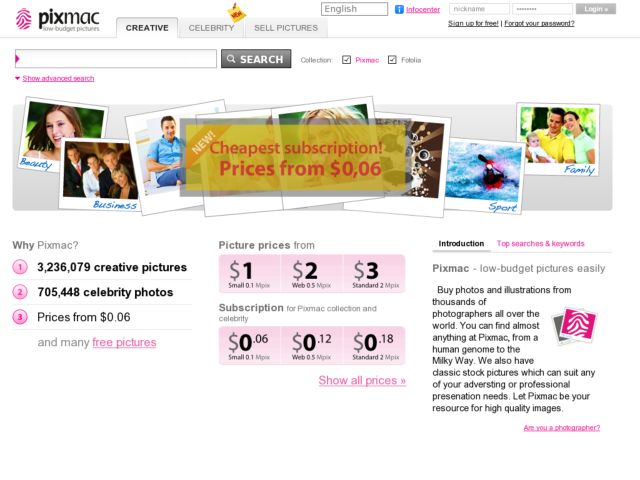 pixmac
low-budget pictures
CREATIVE
CELEBRITY
NEW
SELL PICTURES
English
i Infocenter
nickname
••••••••
Login »
Sign up for free! | Forgot your password?
SEARCH
Collection:
Pixmac
Fotolia
Show advanced search
Beauty
Business
NEW!
Cheapest subscription!
Prices from $0,06
Sport
Family
Why Pixmac?
1 3,236,079 creative pictures
2 705,448 celebrity photos
3 Prices from $0.06
and many free pictures
Picture prices from
$1 $2 $3
Small 0.1 Mpix Web 0.5 Mpix Standard 2 Mpix
Subscription for Pixmac collection and
celebrity
$0.06 $0.12 $0.18
Small 0.1 Mpix Web 0.5 Mpix Standard 2 Mpix
Show all prices »
Introduction
Top searches & keywords
Pixmac - low-budget pictures easily
Buy photos and illustrations from
thousands of
photographers all over the
world. You can find almost
anything at Pixmac, from a
human genome to the
Milky Way. We also have
classic stock pictures which can suit any
of your adversting or professional
presenation needs. Let Pixmac be your
resource for high quality images.
Are you a photographer?